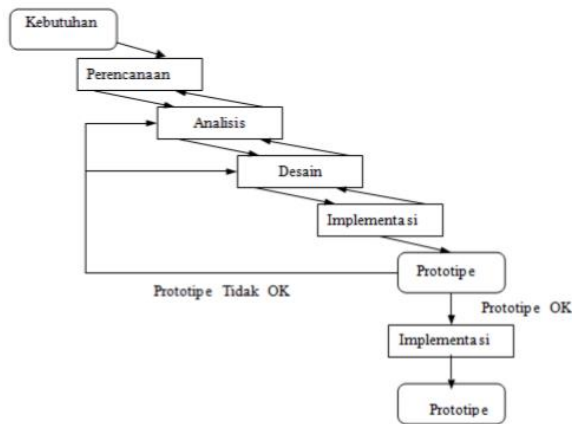 Kebutuhan
Perencanaan
Analisis
Desain
Implementasi
Prototipe
Prototipe Tidak OK
Prototipe OK
Implementasi
Prototipe